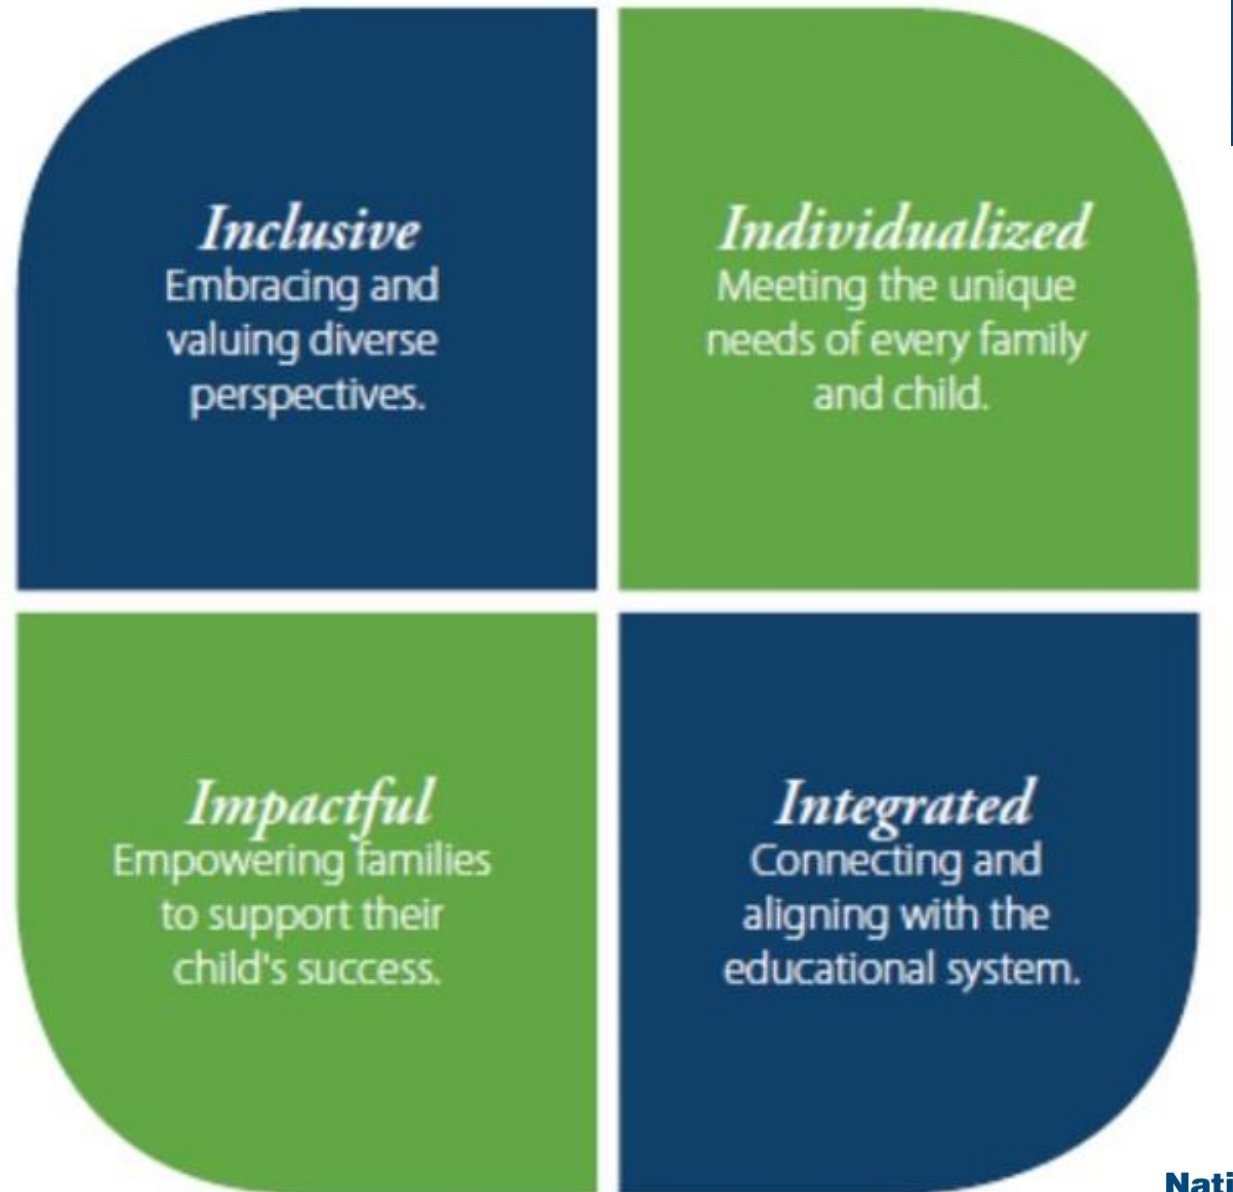 Inclusive
Embracing and
valuing diverse
perspectives.
Individualized
Meeting the unique
needs of every family
and child.
Impactful
Empowering families
to support their
child's success.
Integrated
Connecting and
aligning with the
educational system.
Nati